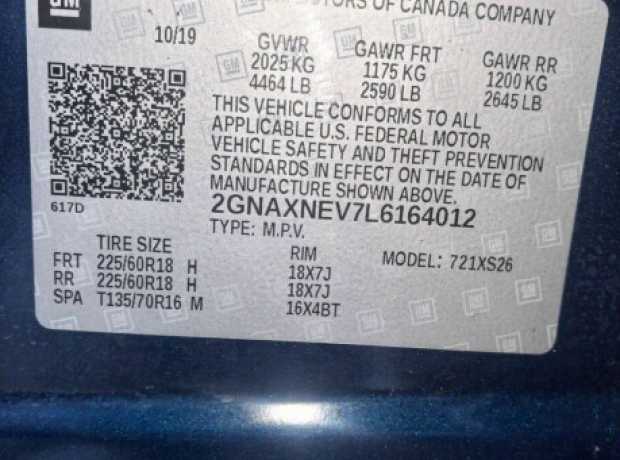 GM
MOTORS OF CANADA COMPANY
10/19
GVWR GAWR FRT GAWR RR
2025 KG 1175 KG 1200 KG
4464 LB 2590 LB 2645 LB
THIS VEHICLE CONFORMS TO ALL
APPLICABLE U.S. FEDERAL MOTOR
VEHICLE SAFETY AND THEFT PREVENTION
STANDARDS IN EFFECT ON THE DATE OF
MANUFACTURE SHOWN ABOVE.
617D
2GNAXNEV7L6164012
TYPE: M.P.V.
TIRE SIZE RIM MODEL: 721XS26
FRT 225/60R18 H 18X7J
RR 225/60R18 H 18X7J
SPA T135/70R16 M 16X4BT